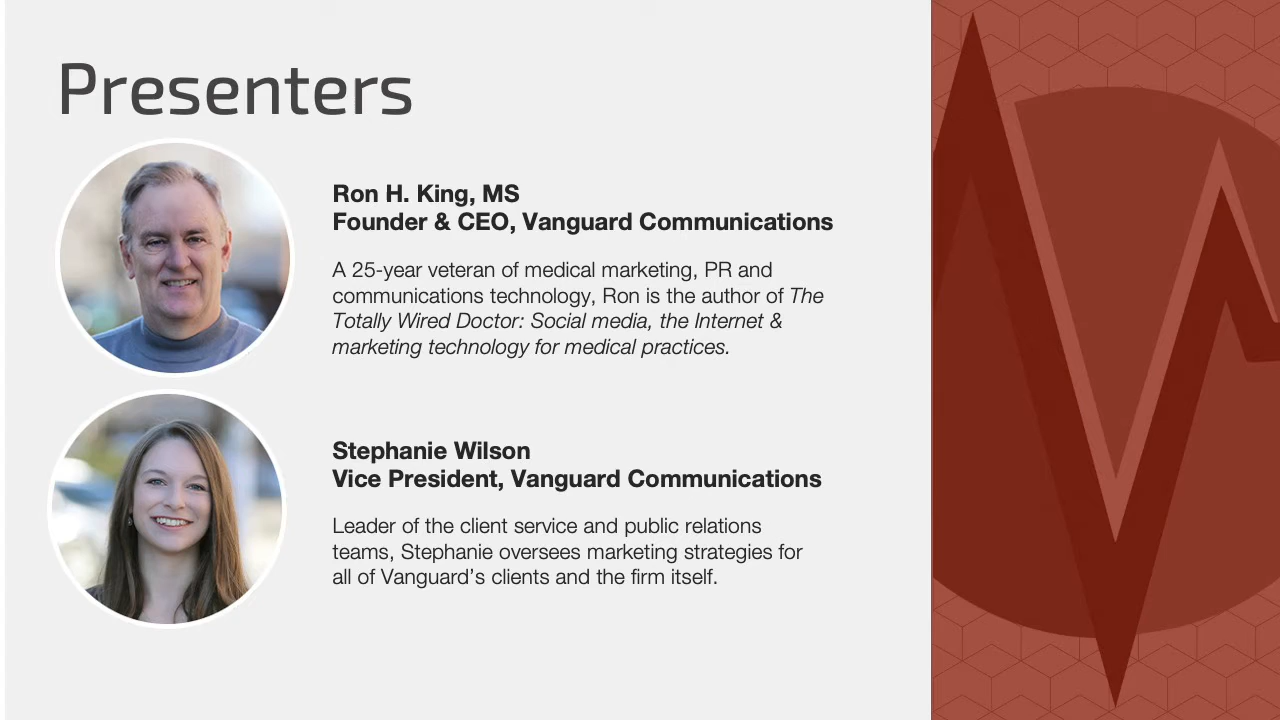 Presenters
Ron H. King, MS
Founder & CEO, Vanguard Communications
A 25-year veteran of medical marketing, PR and
communications technology, Ron is the author of The
Totally Wired Doctor: Social media, the Internet &
marketing technology for medical practices.
Stephanie Wilson
Vice President, Vanguard Communications
Leader of the client service and public relations
teams, Stephanie oversees marketing strategies for
all of Vanguard’s clients and the firm itself.